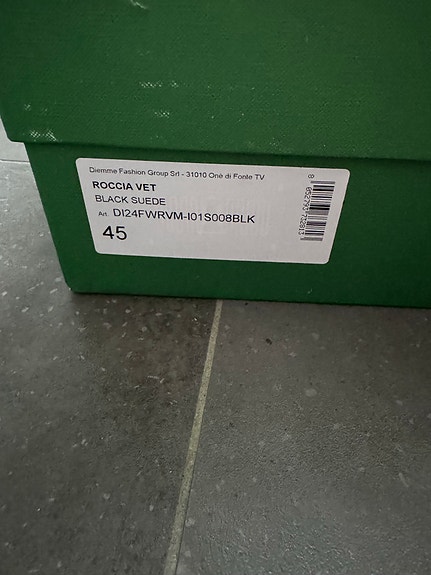 Diemme Fashion Group Srl - 31010 Onè di Fonte TV
ROCCIA VET
BLACK SUEDE
Art. DI24FWRVM-I01S008BLK
45